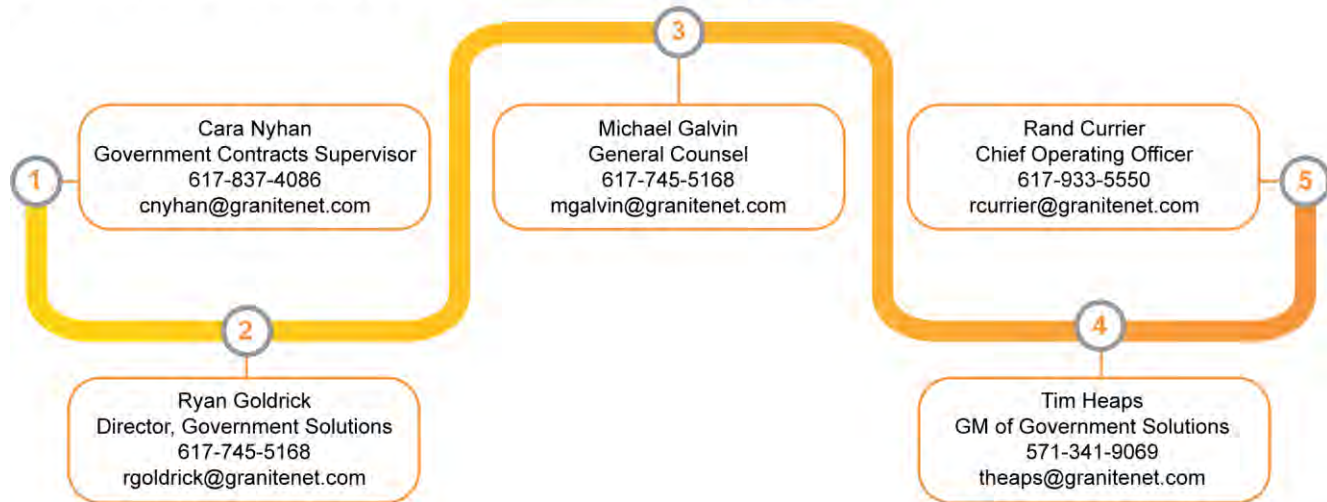 1
Cara Nyhan
Government Contracts Supervisor
617-837-4086
cnyhan@granitenet.com
2
Ryan Goldrick
Director, Government Solutions
617-745-5168
rgoldrick@granitenet.com
3
Michael Galvin
General Counsel
617-745-5168
mgalvin@granitenet.com
4
Tim Heaps
GM of Government Solutions
571-341-9069
theaps@granitenet.com
5
Rand Currier
Chief Operating Officer
617-933-5550
rcurrier@granitenet.com